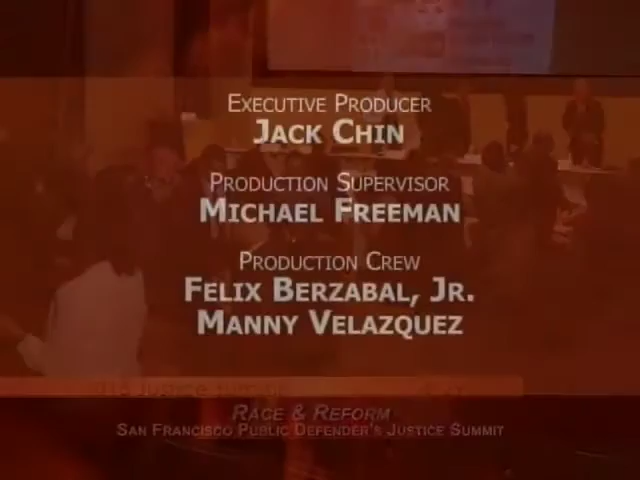 Executive Producer
Jack Chin
Production Supervisor
Michael Freeman
Production Crew
Felix Berzabal, Jr.
Manny Velazquez
Race & Reform
San Francisco Public Defender's Justice Summit